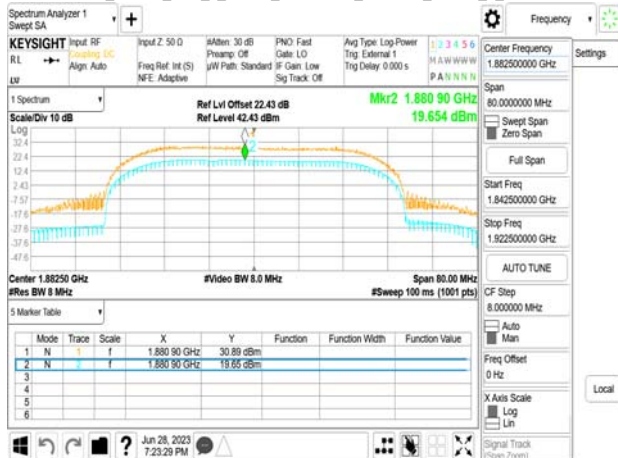 Spectrum Analyzer 1
Swept SA
Frequency
Settings
KEYSIGHT
Input: RF
Coupling: DC
Align: Auto
Input Z: 50 Ω
Freq Ref: Int (S)
NFE: Adaptive
#Atten: 30 dB
Preamp: Off
µW Path: Standard
PNO: Fast
Gate: LO
IF Gain: Low
Sig Track: Off
Avg Type: Log-Power
Trig: External 1
Trig Delay: 0.000 s
1 2 3 4 5 6
M A W W W W
P A N N N N
RL
LVI
1 Spectrum
Scale/Div 10 dB
Ref Lvl Offset 22.43 dB
Ref Level 42.43 dBm
Mkr2 1.880 90 GHz
19.654 dBm
Log
32.4
22.4
12.4
2.43
-7.57
-17.6
-27.6
-37.6
-47.6
2
Center 1.88250 GHz
#Res BW 8 MHz
#Video BW 8.0 MHz
Span 80.00 MHz
#Sweep 100 ms (1001 pts)
5 Marker Table
Mode Trace Scale X Y Function Function Width Function Value
1 N 1 f 1.880 90 GHz 30.89 dBm
2 N 2 f 1.880 90 GHz 19.65 dBm
3
4
5
6
Jun 28, 2023
7:23:29 PM
Center Frequency
1.882500000 GHz
Span
80.0000000 MHz
Swept Span
Zero Span
Full Span
Start Freq
1.842500000 GHz
Stop Freq
1.922500000 GHz
AUTO TUNE
CF Step
8.000000 MHz
Auto
Man
Freq Offset
0 Hz
X Axis Scale
Log
Lin
Signal Track
(Span Zoom)
Local